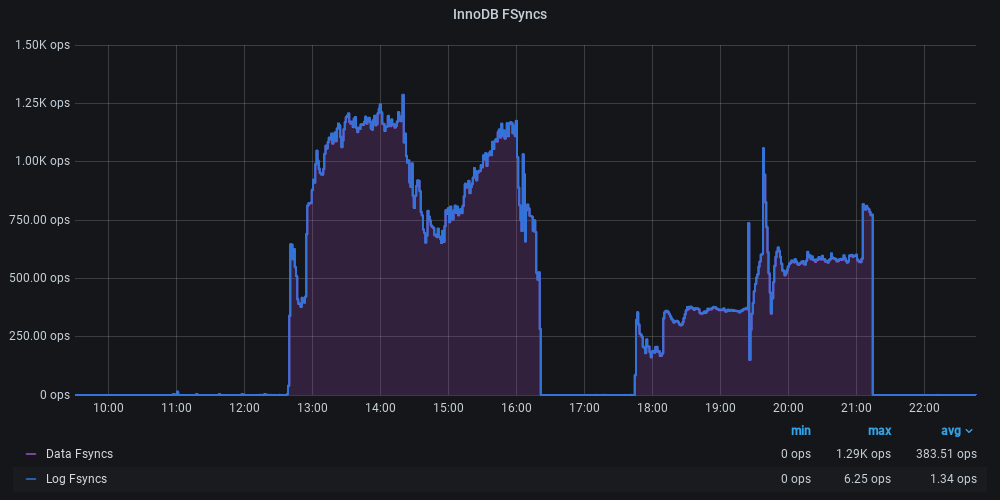 InnoDB FSyncs
1.50K ops
1.25K ops
1.00K ops
750.00 ops
500.00 ops
250.00 ops
0 ops
10:00 11:00 12:00 13:00 14:00 15:00 16:00 17:00 18:00 19:00 20:00 21:00 22:00
min max avg
Data Fsyncs 0 ops 1.29K ops 383.51 ops
Log Fsyncs 0 ops 6.25 ops 1.34 ops